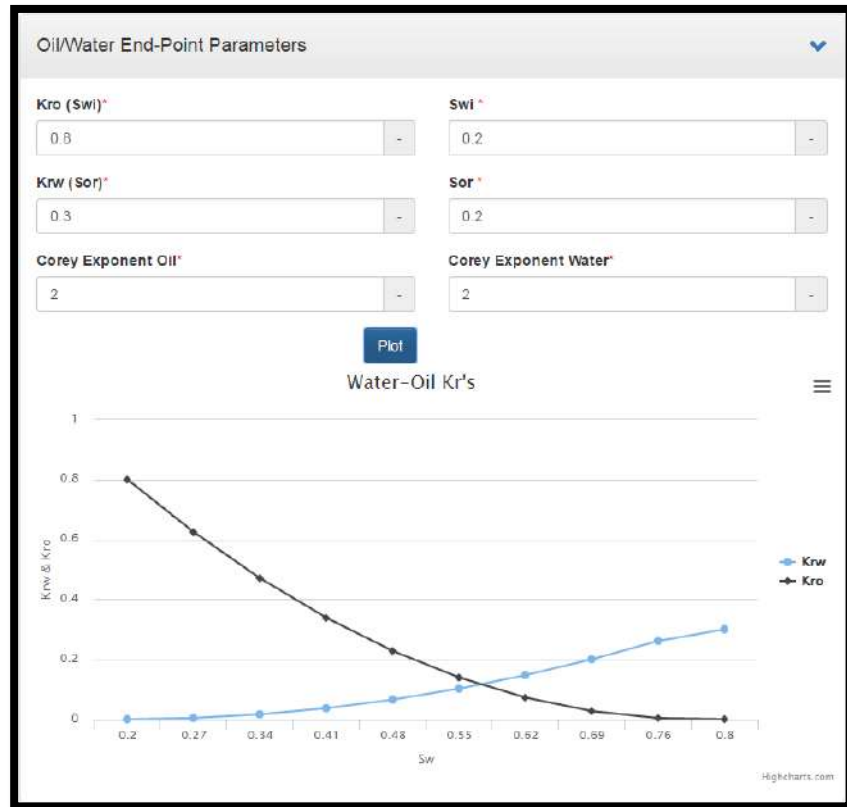 Oil/Water End-Point Parameters
Kro (Swi)*
Swi *
0.8 -
0.2 -
Krw (Sor)*
Sor *
0.3 -
0.2 -
Corey Exponent Oil*
Corey Exponent Water*
2 -
2 -
Plot
Water-Oil Kr's
1
0.8
0.6
0.4
0.2
0
Krw & Kro
Krw
Kro
0.2 0.27 0.34 0.41 0.48 0.55 0.62 0.69 0.76 0.8
Sw
Highcharts.com